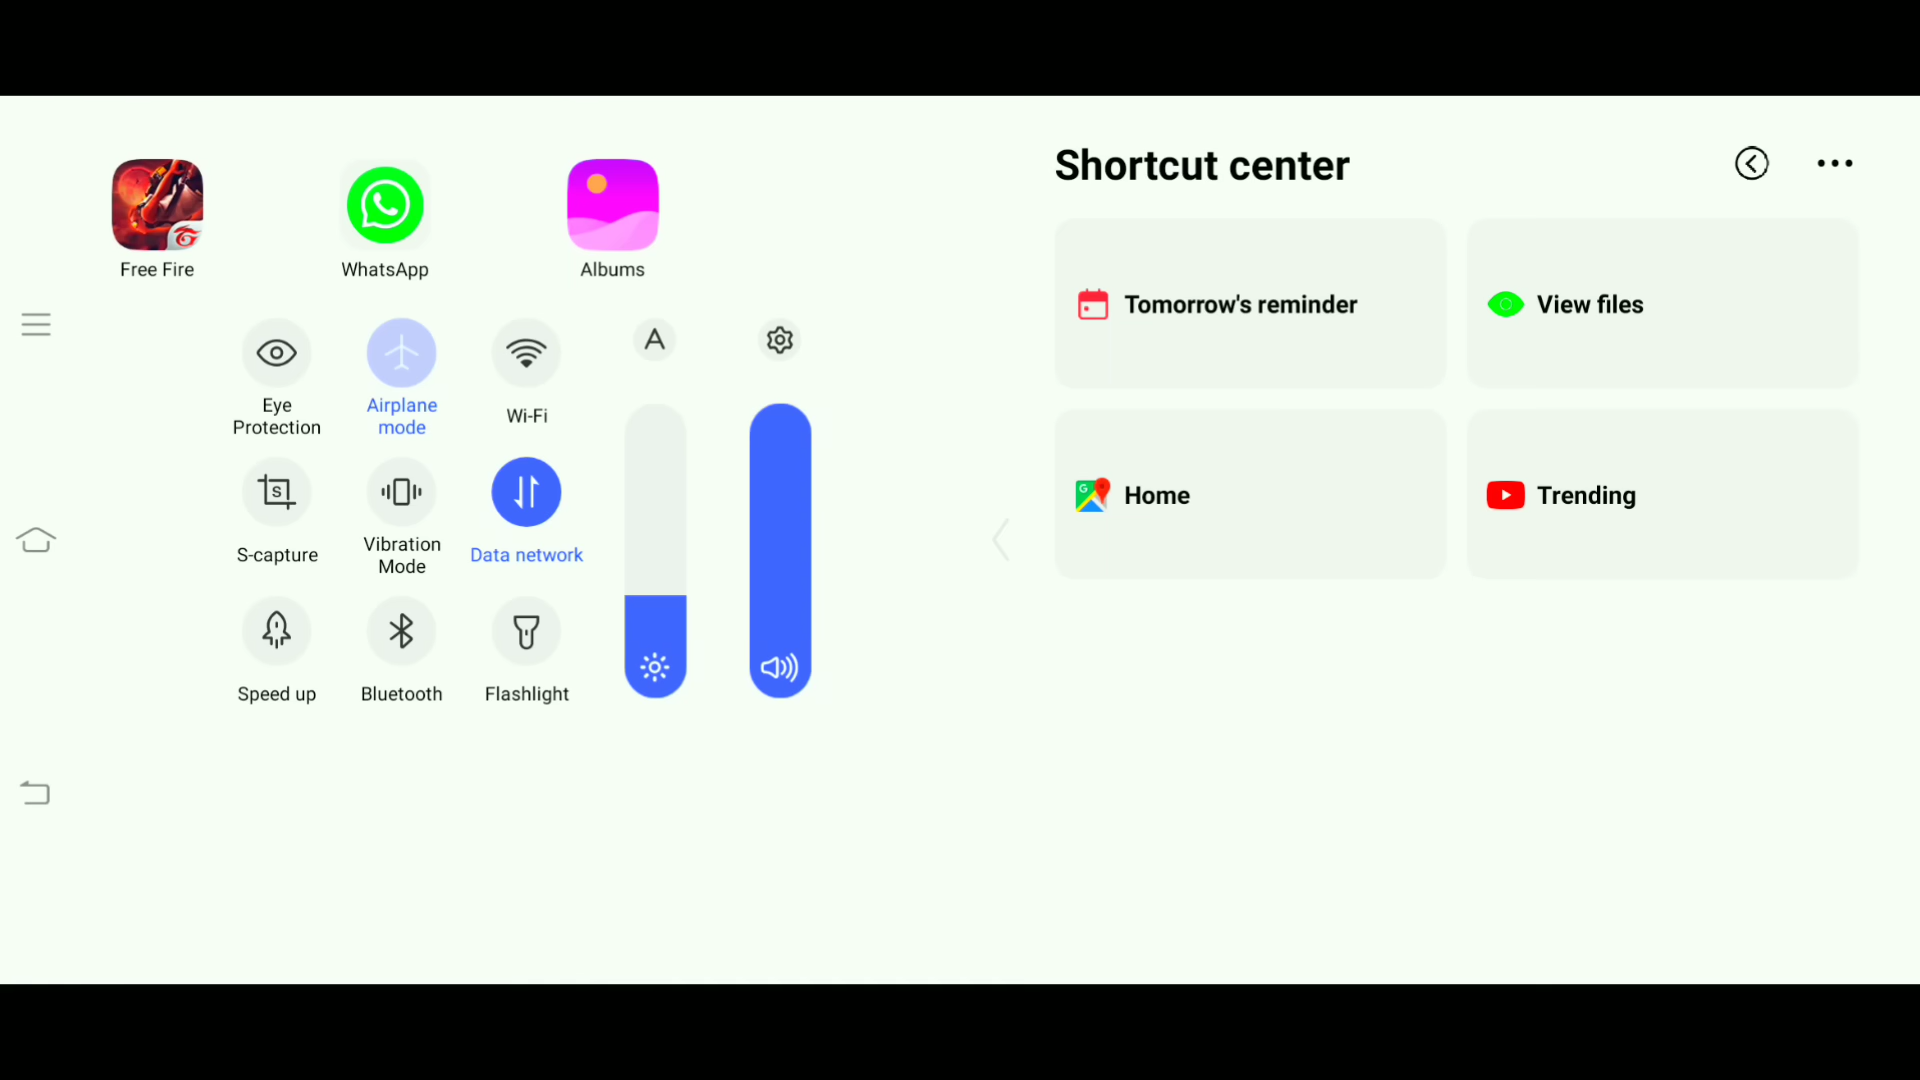 Shortcut center
Free Fire
WhatsApp
Albums
Tomorrow's reminder
View files
Eye
Protection
Airplane
mode
Wi-Fi
A
S-capture
Vibration
Mode
Data network
Home
Trending
Speed up
Bluetooth
Flashlight